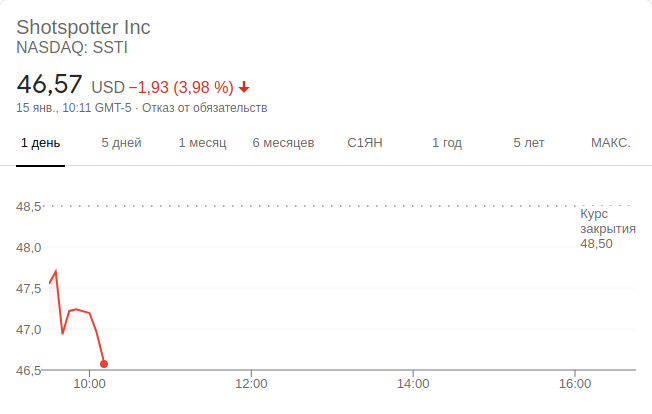 Shotspotter Inc
NASDAQ: SSTI
46,57 USD −1,93 (3,98 %)
15 янв., 10:11 GMT-5 · Отказ от обязательств
1 день 5 дней 1 месяц 6 месяцев С1ЯН 1 год 5 лет МАКС.
48,5
Курс
закрытия
48,50
48,0
47,5
47,0
46,5
10:00 12:00 14:00 16:00